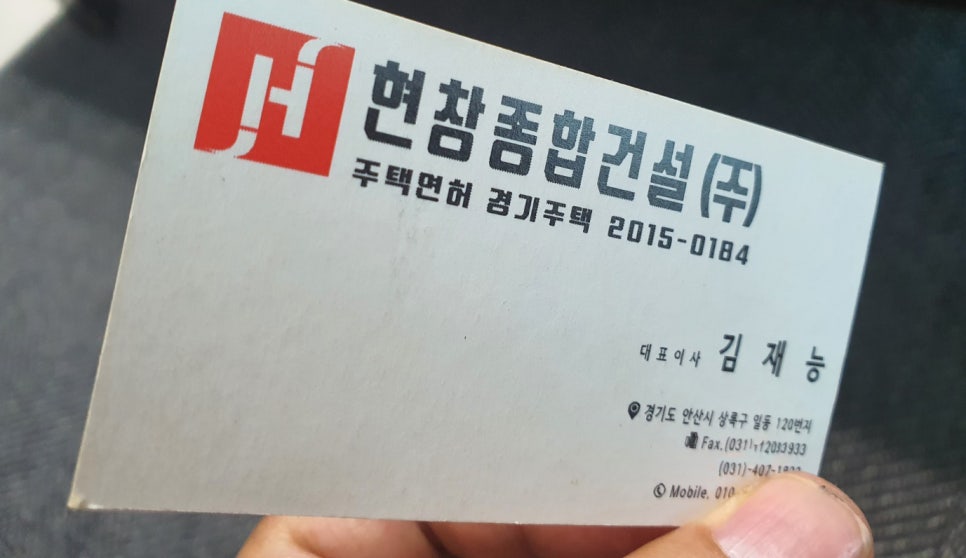 현창종합건설(주)
주택면허 경기주택 2015-0184
대표이사 김재능
경기도 안산시 상록구 일동 120번지
Fax.
(031)-407-
Mobile. 010-